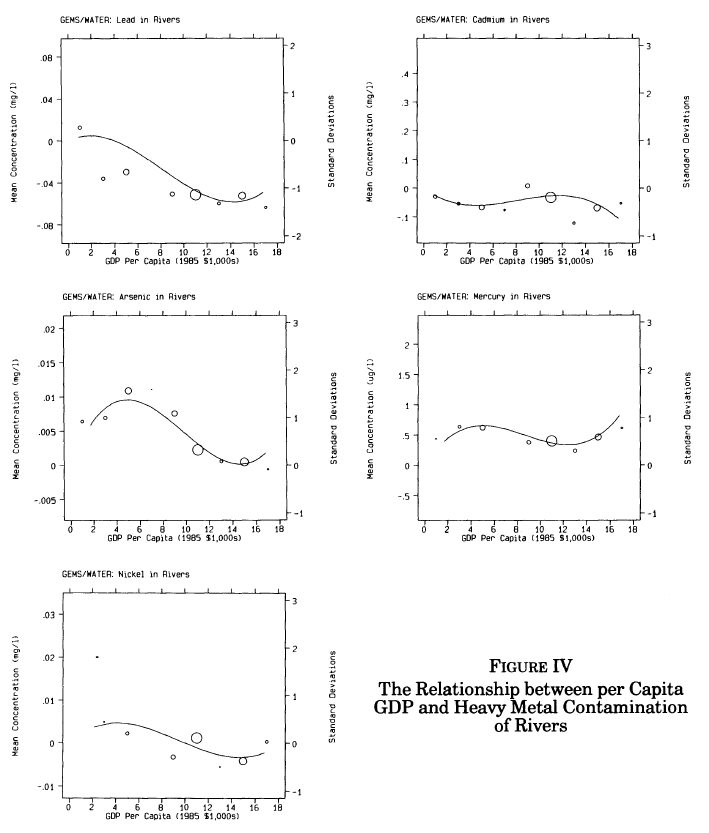 GEMS/WATER: Lead in Rivers
Mean Concentration (mg/l)
.08
.04
0
-.04
-.08
2
1
0
-1
-2
Standard Deviations
0 2 4 6 8 10 12 14 16 18
GDP Per Capita (1985 $1,000s)
GEMS/WATER: Cadmium in Rivers
Mean Concentration (mg/l)
.4
.3
.2
.1
0
-.1
3
2
1
0
-1
Standard Deviations
0 2 4 6 8 10 12 14 16 18
GDP Per Capita (1985 $1,000s)
GEMS/WATER: Arsenic in Rivers
Mean Concentration (mg/l)
.02
.015
.01
.005
0
-.005
3
2
1
0
-1
Standard Deviations
0 2 4 6 8 10 12 14 16 18
GDP Per Capita (1985 $1,000s)
GEMS/WATER: Mercury in Rivers
Mean Concentration (ug/l)
2
1.5
1
.5
0
-.5
3
2
1
0
-1
Standard Deviations
0 2 4 6 8 10 12 14 16 18
GDP Per Capita (1985 $1,000s)
GEMS/WATER: Nickel in Rivers
Mean Concentration (mg/l)
.03
.02
.01
0
-.01
3
2
1
0
-1
Standard Deviations
0 2 4 6 8 10 12 14 16 18
GDP Per Capita (1985 $1,000s)
FIGURE IV
The Relationship between per Capita
GDP and Heavy Metal Contamination
of Rivers